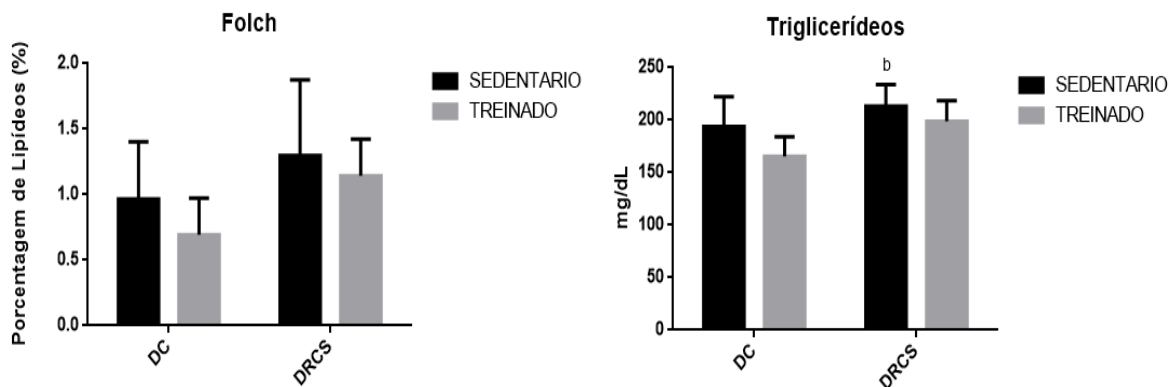 Folch
Porcentagem de Lipídeos (%)
2.0
1.5
1.0
0.5
0.0
DC
DRCS
SEDENTARIO
TREINADO
Triglicerídeos
mg/dL
250
200
150
100
50
0
b
DC
DRCS
SEDENTARIO
TREINADO